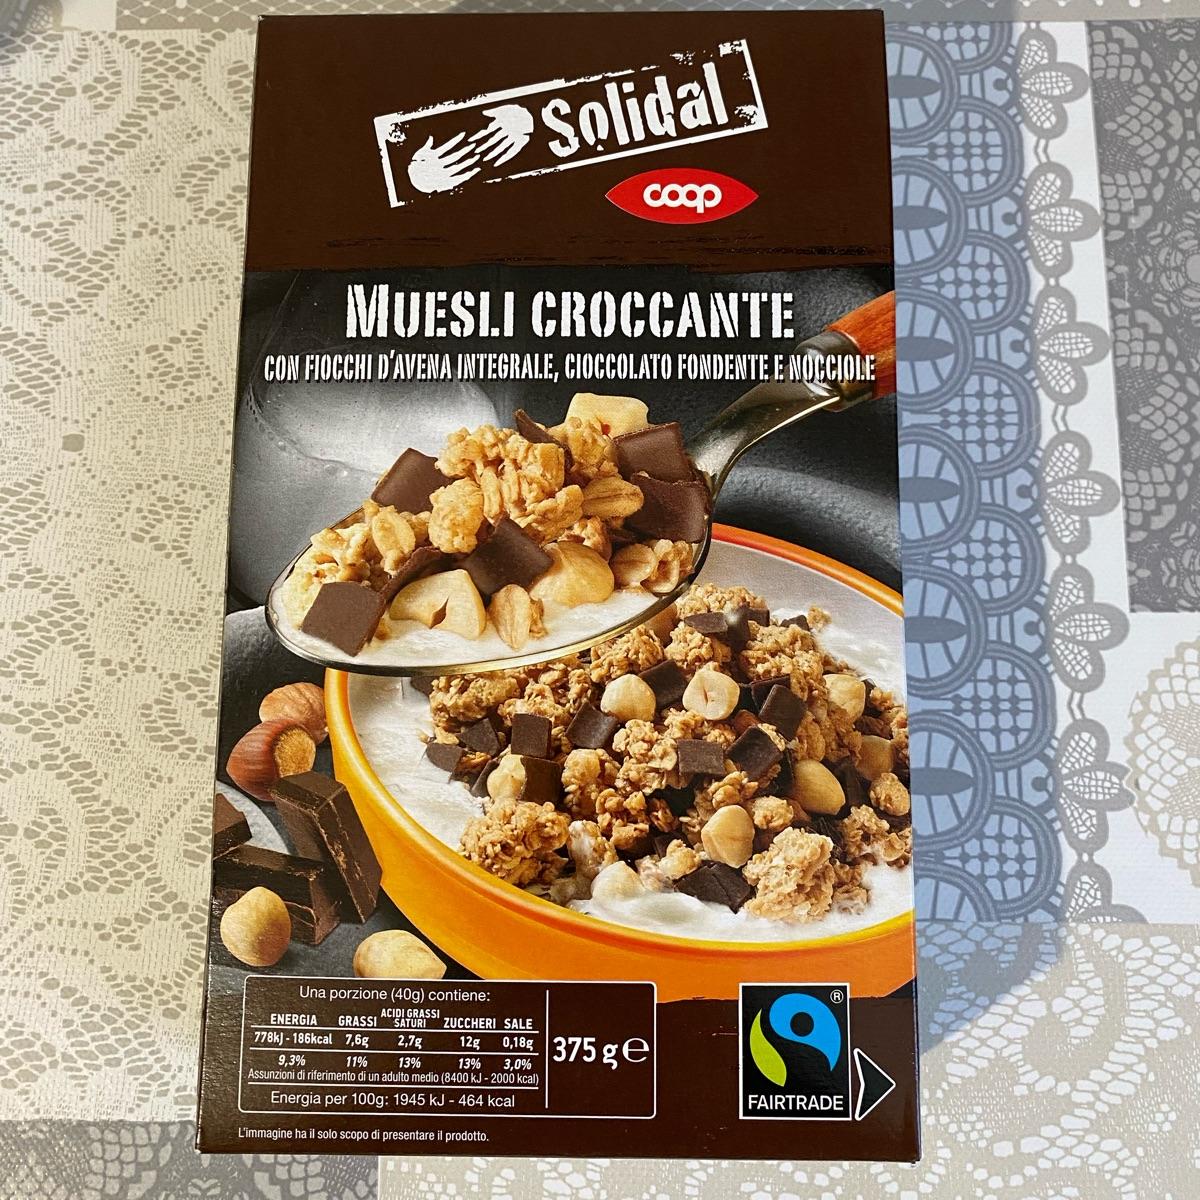 Solidal
coop
MUESLI CROCCANTE
CON FIOCCHI D'AVENA INTEGRALE, CIOCCOLATO FONDENTE E NOCCIOLE
Una porzione (40g) contiene:
ENERGIA GRASSI ACIDI GRASSI SATURI ZUCCHERI SALE
778kJ - 186kcal 7,6g 2,7g 12g 0,18g
9,3% 11% 13% 13% 3,0%
Assunzioni di riferimento di un adulto medio (8400 kJ - 2000 kcal)
Energia per 100g: 1945 kJ - 464 kcal
375 g e
®
FAIRTRADE
L'immagine ha il solo scopo di presentare il prodotto.